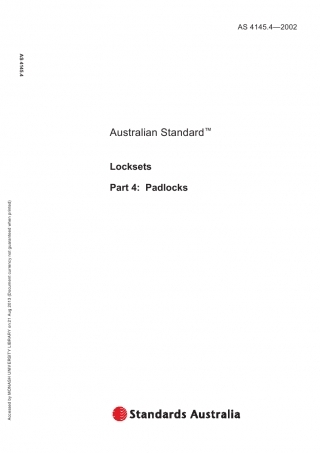 AS 4145.4—2002
AS 4145.4
Australian Standard™
Locksets
Part 4: Padlocks
Accessed by MONASH UNIVERSITY LIBRARY on 21 Aug 2013 (Document currency not guaranteed when printed)
Standards Australia